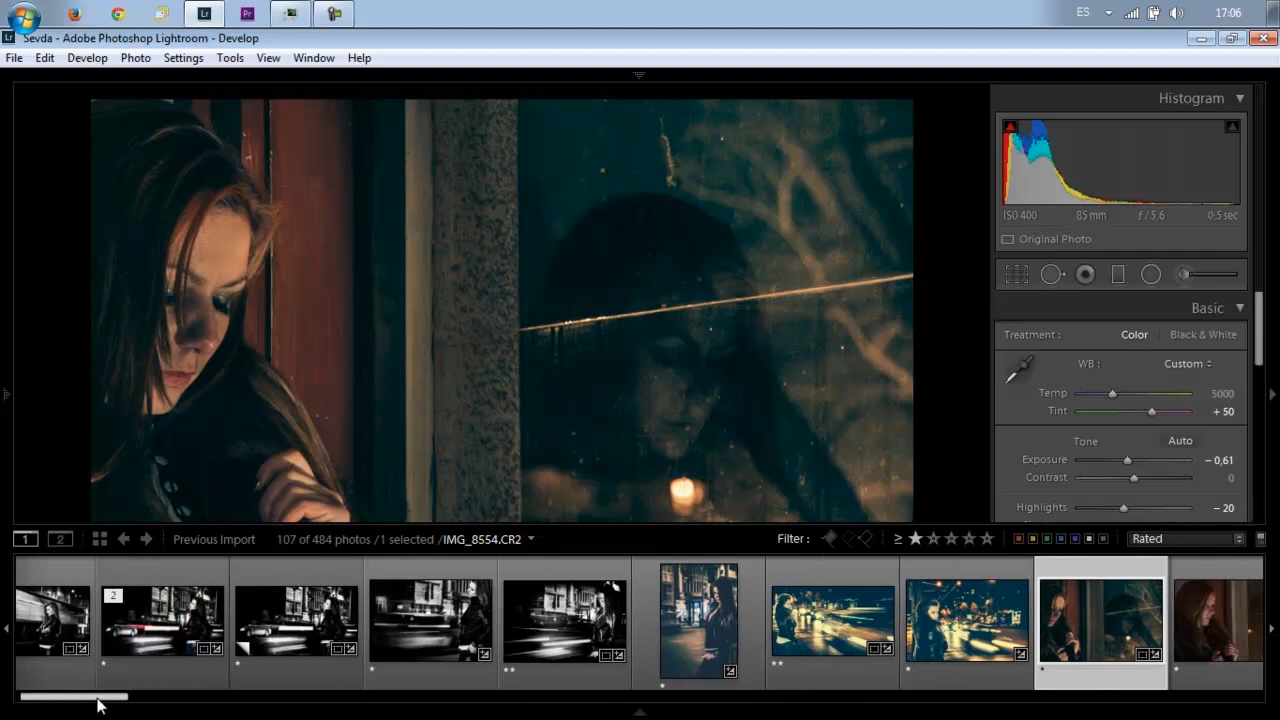 Lr
Pr
ES
17:06
Lr Sevda - Adobe Photoshop Lightroom - Develop
File Edit Develop Photo Settings Tools View Window Help
Histogram
ISO 400 85 mm ƒ / 5,6 0,5 sec
Original Photo
Basic
Treatment : Color Black & White
WB : Custom
Temp 5000
Tint + 50
Tone Auto
Exposure − 0,61
Contrast 0
Highlights − 20
1 2 Previous Import 107 of 484 photos / 1 selected / IMG_8554.CR2 Filter : ≥ Rated
2